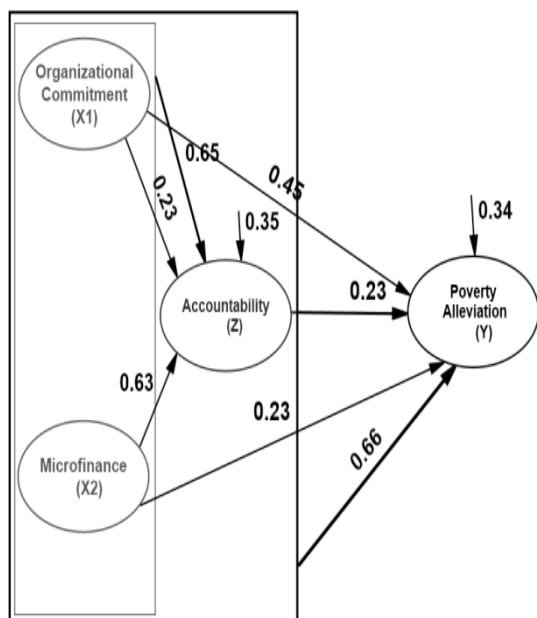 Organizational
Commitment
(X1)
0.65
0.45
0.23
0.35
0.34
Accountability
(Z)
0.23
Poverty
Alleviation
(Y)
0.63
0.23
0.66
Microfinance
(X2)